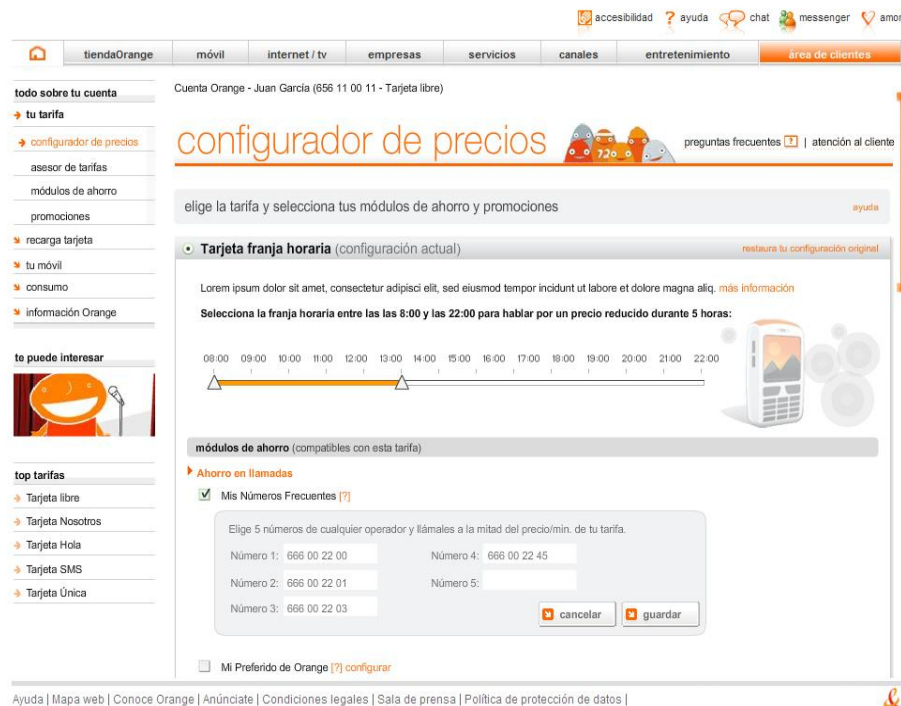 accesibilidad ? ayuda chat messenger amor
tiendaOrange móvil internet / tv empresas servicios canales entretenimiento área de clientes
todo sobre tu cuenta
tu tarifa
configurador de precios
asesor de tarifas
módulos de ahorro
promociones
recarga tarjeta
tu móvil
consumo
información Orange
te puede interesar
top tarifas
Tarjeta libre
Tarjeta Nosotros
Tarjeta Hola
Tarjeta SMS
Tarjeta Única
Cuenta Orange - Juan García (656 11 00 11 - Tarjeta libre)
configurador de precios
preguntas frecuentes ? | atención al cliente
elige la tarifa y selecciona tus módulos de ahorro y promociones ayuda
Tarjeta franja horaria (configuración actual) restaura tu configuración original
Lorem ipsum dolor sit amet, consectetur adipisci elit, sed eiusmod tempor incidunt ut labore et dolore magna aliq. más información
Selecciona la franja horaria entre las las 8:00 y las 22:00 para hablar por un precio reducido durante 5 horas:
08:00 09:00 10:00 11:00 12:00 13:00 14:00 15:00 16:00 17:00 18:00 19:00 20:00 21:00 22:00
módulos de ahorro (compatibles con esta tarifa)
Ahorro en llamadas
Mis Números Frecuentes [?]
Elige 5 números de cualquier operador y llámales a la mitad del precio/min. de tu tarifa.
Número 1: 666 00 22 00 Número 4: 666 00 22 45
Número 2: 666 00 22 01 Número 5:
Número 3: 666 00 22 03 cancelar guardar
Mi Preferido de Orange [?] configurar
Ayuda | Mapa web | Conoce Orange | Anúnciate | Condiciones legales | Sala de prensa | Política de protección de datos |